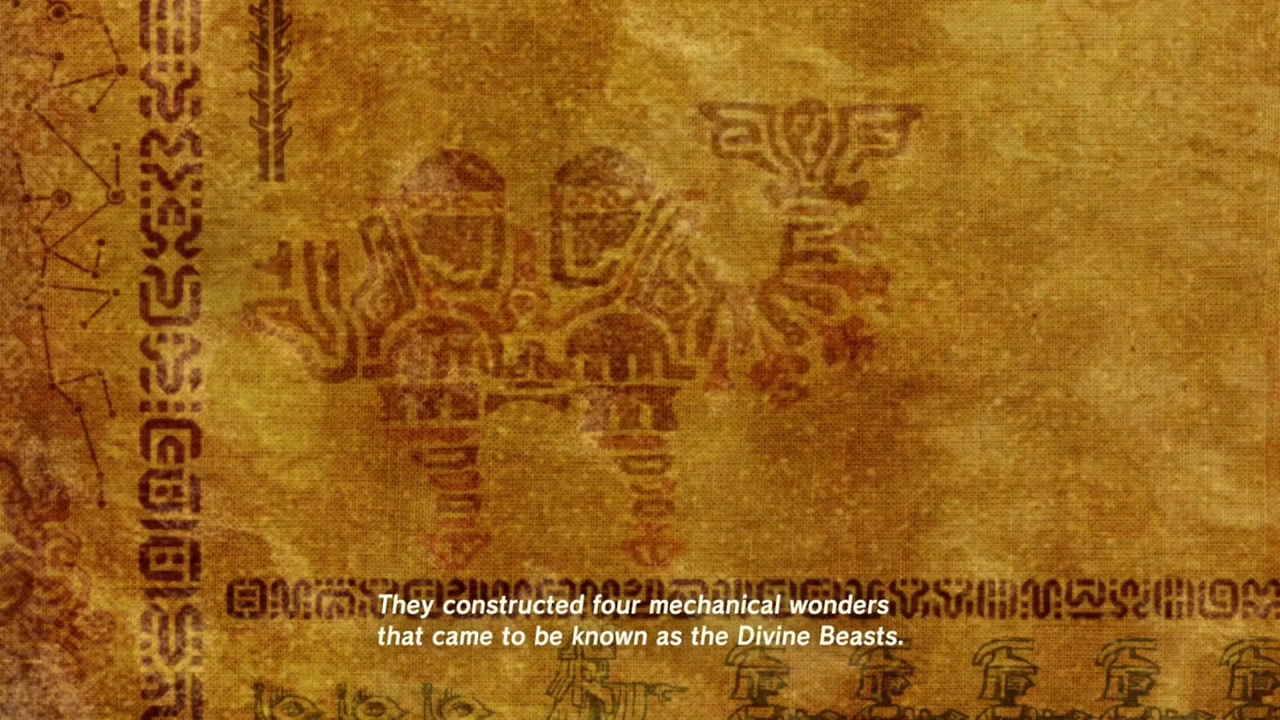 They constructed four mechanical wonders
that came to be known as the Divine Beasts.